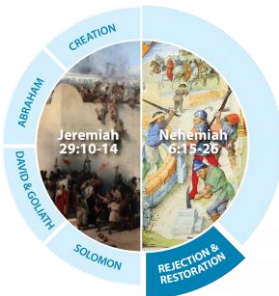 CREATION
ABRAHAM
DAVID & GOLIATH
SOLOMON
REJECTION &
RESTORATION
Jeremiah
29:10-14
Nehemiah
6:15-26